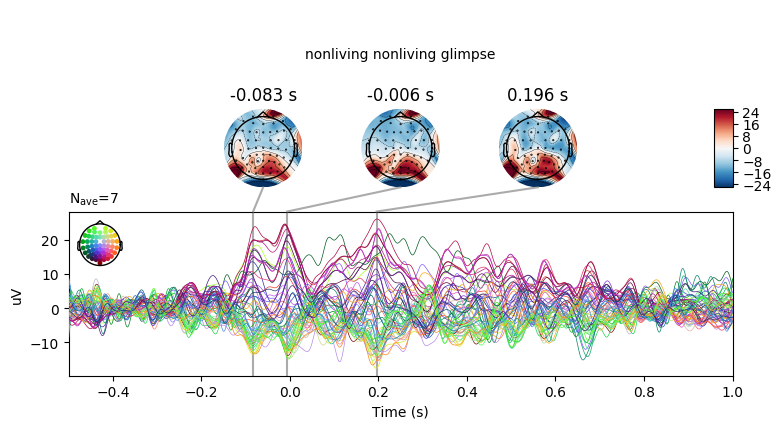 nonliving nonliving glimpse
-0.083 s -0.006 s 0.196 s
24
16
8
0
−8
−16
−24
Nave=7
20
10
0
−10
uV
−0.4 −0.2 0.0 0.2 0.4 0.6 0.8 1.0
Time (s)